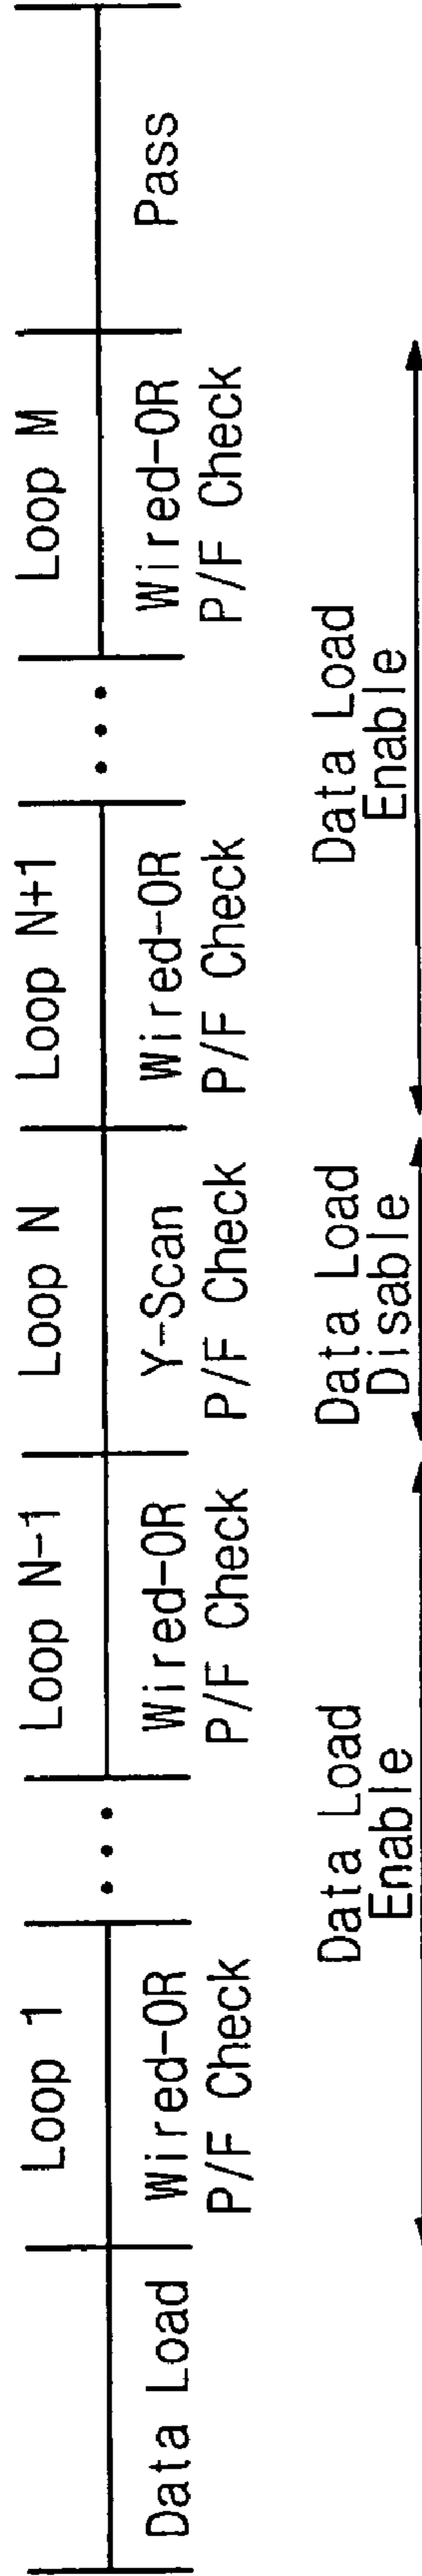 Loop 1
Loop N-1
Loop N
Loop N+1
Loop M
Data Load
Wired-OR
P/F Check
•••
Wired-OR
P/F Check
Y-Scan
P/F Check
Wired-OR
P/F Check
•••
Wired-OR
P/F Check
Pass
Data Load
Enable
Data Load
Disable
Data Load
Enable